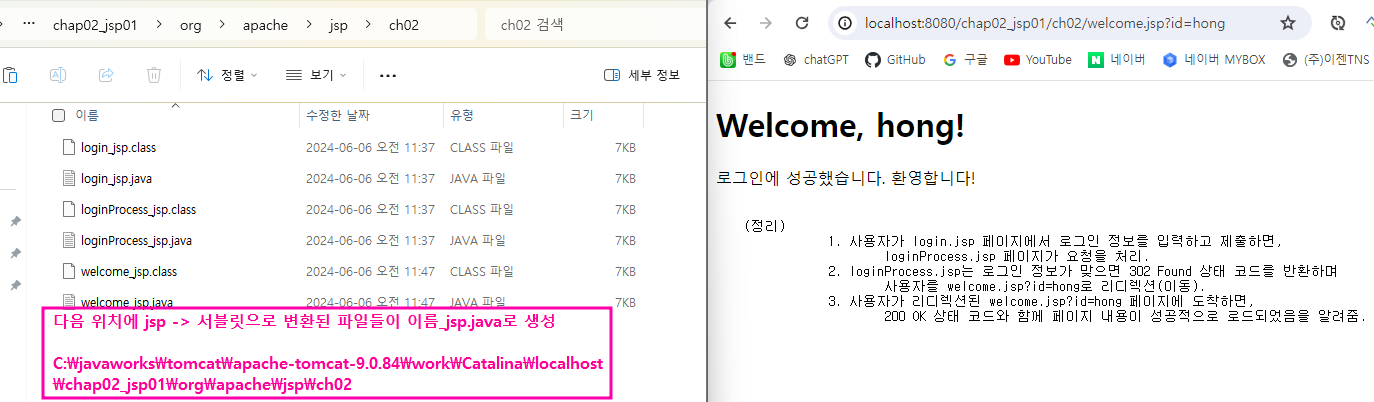 ··· chap02_jsp01 > org > apache > jsp > ch02
ch02 검색
정렬 보기 ··· 세부 정보
이름 수정한 날짜 유형 크기
login_jsp.class 2024-06-06 오전 11:37 CLASS 파일 7KB
login_jsp.java 2024-06-06 오전 11:37 JAVA 파일 7KB
loginProcess_jsp.class 2024-06-06 오전 11:37 CLASS 파일 7KB
loginProcess_jsp.java 2024-06-06 오전 11:37 JAVA 파일 7KB
welcome_jsp.class 2024-06-06 오전 11:47 CLASS 파일 7KB
welcome_jsp.java 2024-06-06 오전 11:47 JAVA 파일 7KB
다음 위치에 jsp -> 서블릿으로 변환된 파일들이 이름_jsp.java로 생성
C:₩javaworks₩tomcat₩apache-tomcat-9.0.84₩work₩Catalina₩localhost
₩chap02_jsp01₩org₩apache₩jsp₩ch02
localhost:8080/chap02_jsp01/ch02/welcome.jsp?id=hong
밴드 chatGPT GitHub 구글 YouTube 네이버 네이버 MYBOX (주)이젠TNS
Welcome, hong!
로그인에 성공했습니다. 환영합니다!
(정리)
1. 사용자가 login.jsp 페이지에서 로그인 정보를 입력하고 제출하면,
loginProcess.jsp 페이지가 요청을 처리.
2. loginProcess.jsp는 로그인 정보가 맞으면 302 Found 상태 코드를 반환하며
사용자를 welcome.jsp?id=hong로 리디렉션(이동).
3. 사용자가 리디렉션된 welcome.jsp?id=hong 페이지에 도착하면,
200 OK 상태 코드와 함께 페이지 내용이 성공적으로 로드되었음을 알려줌.